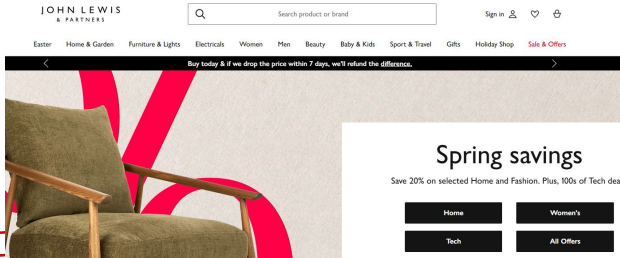 JOHN LEWIS
& PARTNERS
Search product or brand
Sign in
Easter Home & Garden Furniture & Lights Electricals Women Men Beauty Baby & Kids Sport & Travel Gifts Holiday Shop Sale & Offers
Buy today & if we drop the price within 7 days, we'll refund the difference.
Spring savings
Save 20% on selected Home and Fashion. Plus, 100s of Tech dea
Home Women's
Tech All Offers